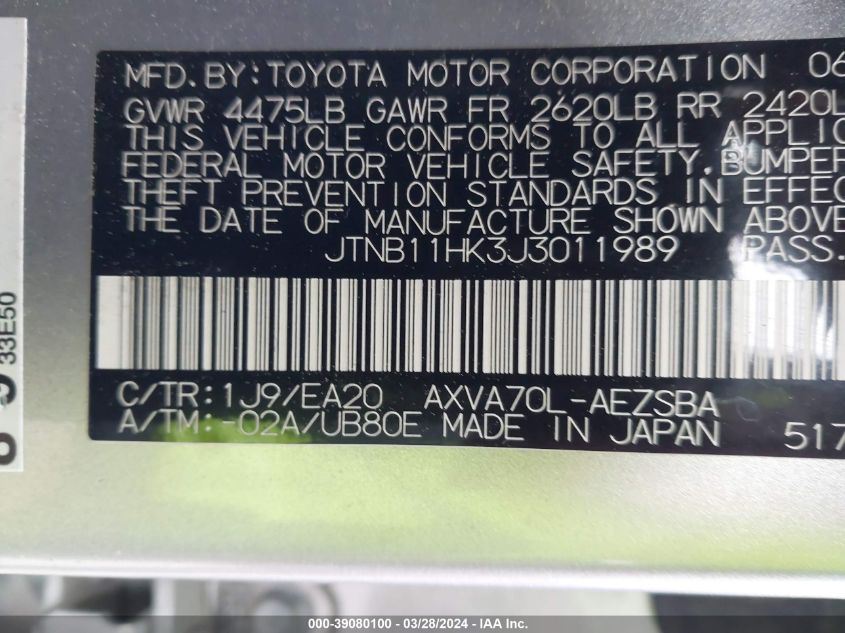 MFD. BY: TOYOTA MOTOR CORPORATION 06
GVWR 4475LB GAWR FR 2620LB RR 2420L
THIS VEHICLE CONFORMS TO ALL APPLIC
FEDERAL MOTOR VEHICLE SAFETY, BUMPER
THEFT PREVENTION STANDARDS IN EFFEC
THE DATE OF MANUFACTURE SHOWN ABOVE
JTNB11HK3J3011989 PASS.
C/TR: 1J9/EA20 AXVA70L-AEZSBA
A/TM: -02A/UB80E MADE IN JAPAN 517
33E50
000-39080100 - 03/28/2024 - IAA Inc.